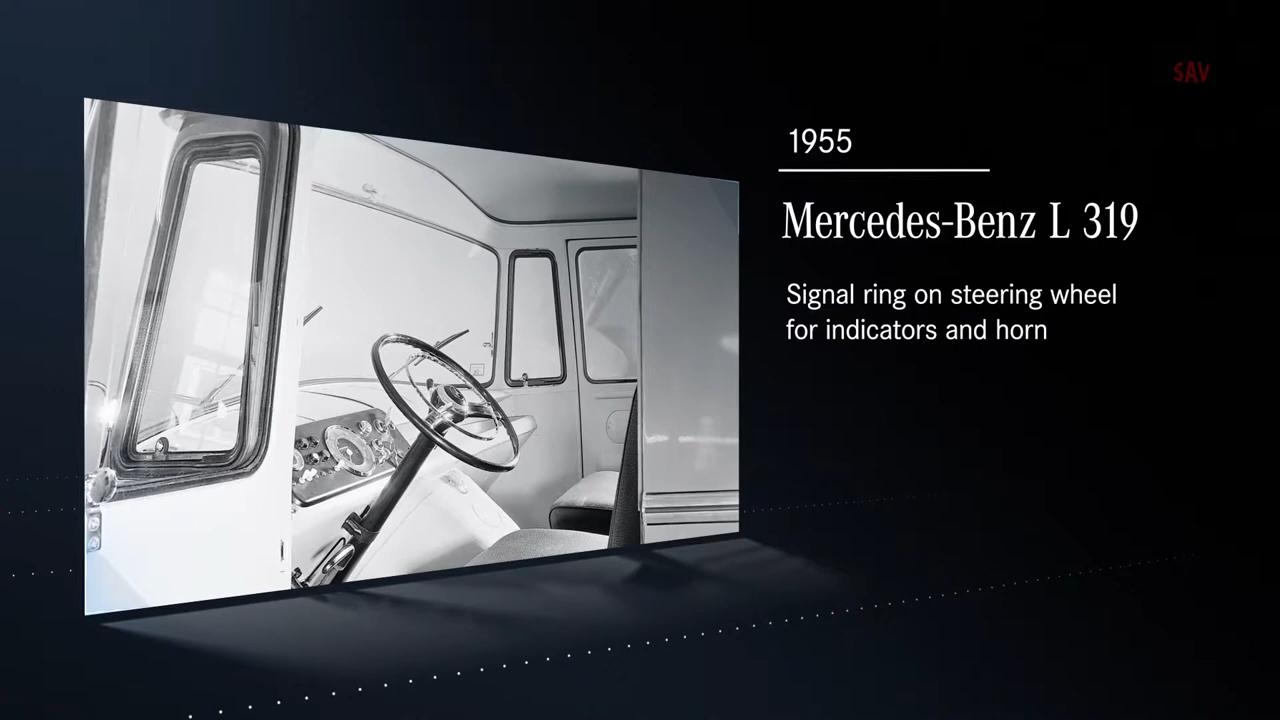 SAV
1955
Mercedes-Benz L 319
Signal ring on steering wheel
for indicators and horn